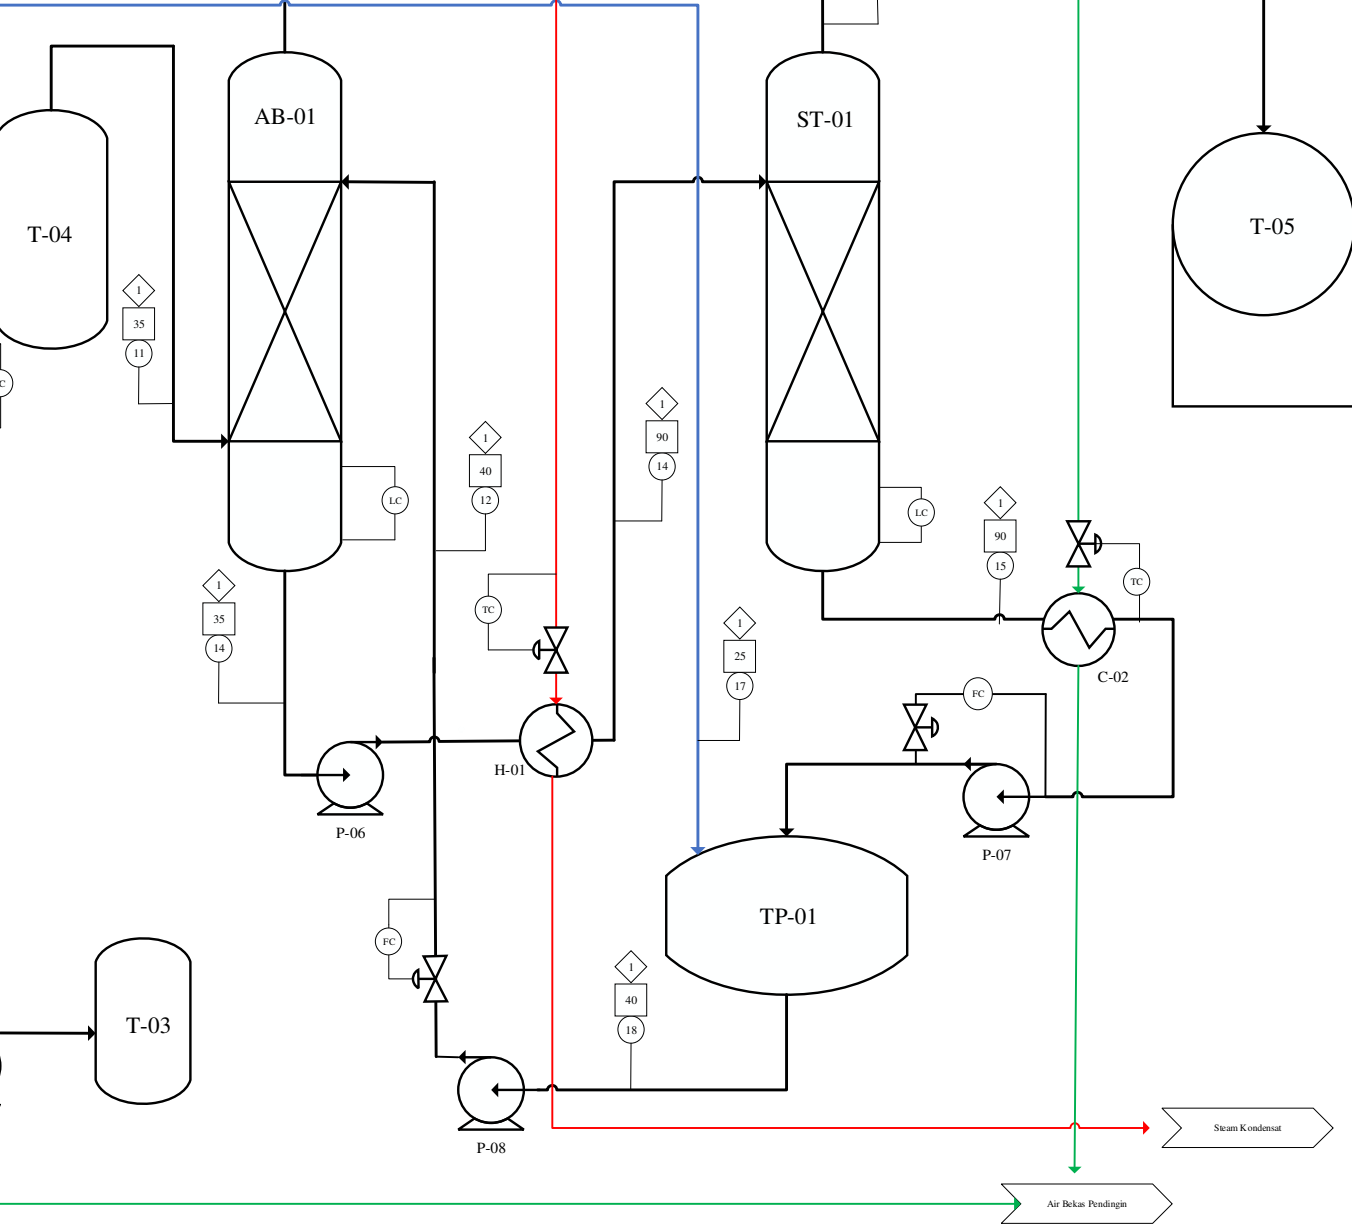 AB-01
ST-01
T-04
T-05
1
35
11
1
90
14
1
40
12
LC
LC
1
90
15
C
TC
1
35
14
TC
1
25
17
C-02
FC
H-01
P-06
P-07
TP-01
FC
1
40
18
T-03
P-08
Steam Kondensat
Air Bekas Pendingin